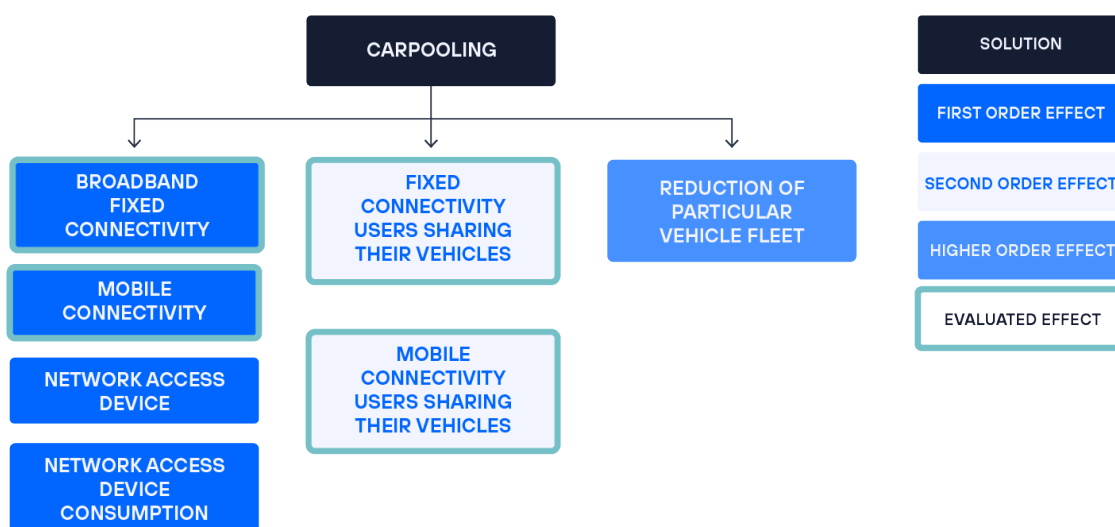 CARPOOLING
BROADBAND
FIXED
CONNECTIVITY
MOBILE
CONNECTIVITY
NETWORK ACCESS
DEVICE
NETWORK ACCESS
DEVICE
CONSUMPTION
FIXED
CONNECTIVITY
USERS SHARING
THEIR VEHICLES
MOBILE
CONNECTIVITY
USERS SHARING
THEIR VEHICLES
REDUCTION OF
PARTICULAR
VEHICLE FLEET
SOLUTION
FIRST ORDER EFFECT
SECOND ORDER EFFECT
HIGHER ORDER EFFECT
EVALUATED EFFECT